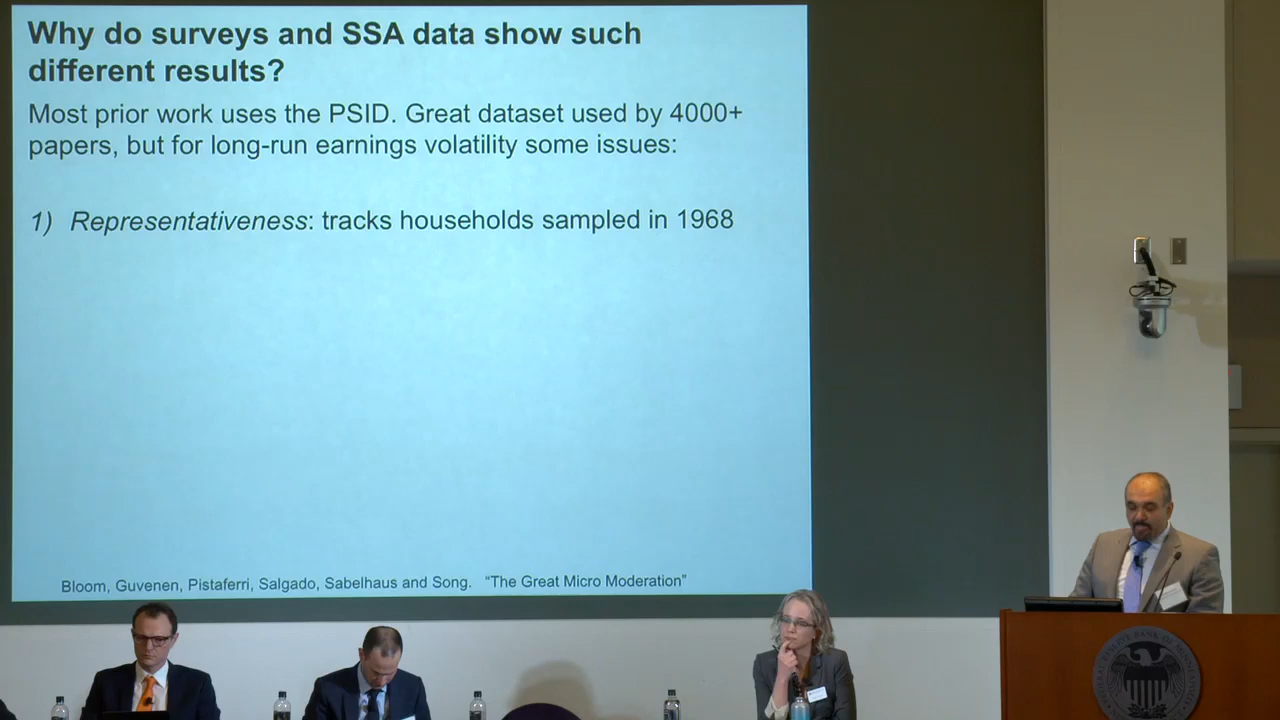 Why do surveys and SSA data show such
different results?
Most prior work uses the PSID. Great dataset used by 4000+
papers, but for long-run earnings volatility some issues:
1) Representativeness: tracks households sampled in 1968
Bloom, Guvenen, Pistaferri, Salgado, Sabelhaus and Song. “The Great Micro Moderation”